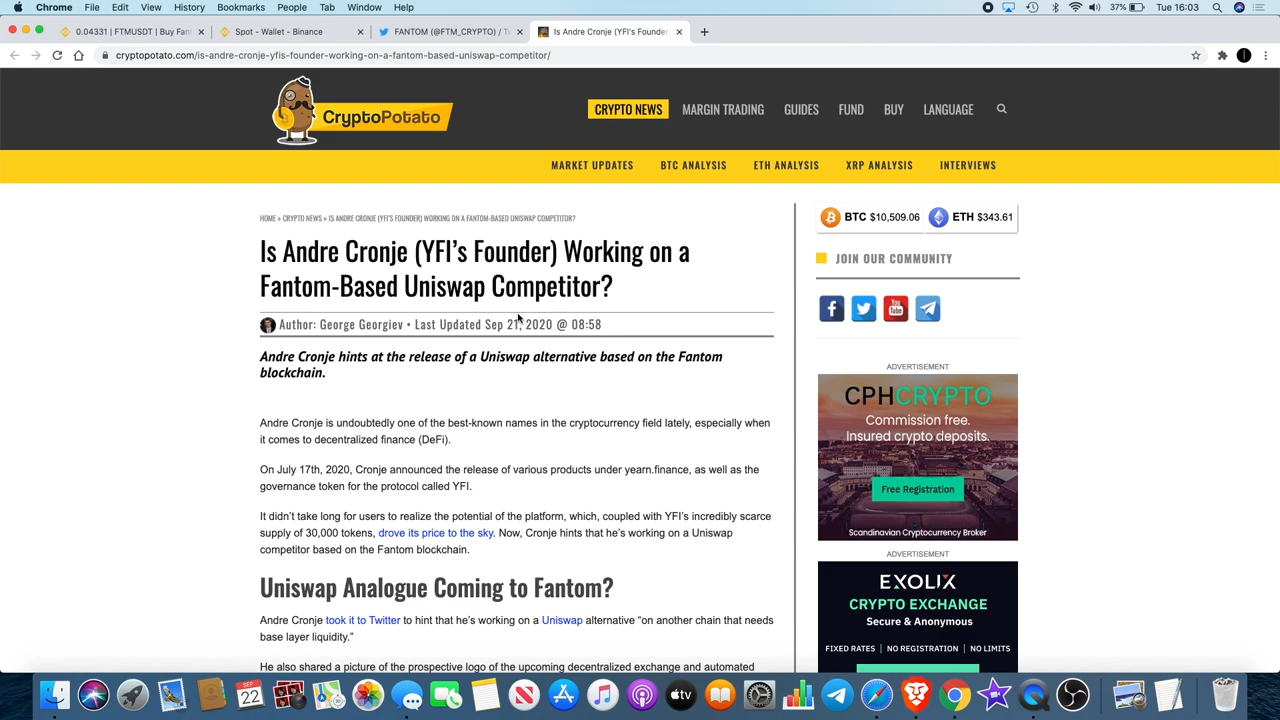 Chrome File Edit View History Bookmarks People Tab Window Help 37% Tue 16:03
0.04331 | FTMUSDT | Buy Fan
Spot - Wallet - Binance
FANTOM (@FTM_CRYPTO) / T
Is Andre Cronje (YFI's Founder
cryptopotato.com/is-andre-cronje-yfis-founder-working-on-a-fantom-based-uniswap-competitor/
CryptoPotato
CRYPTO NEWS MARGIN TRADING GUIDES FUND BUY LANGUAGE
MARKET UPDATES BTC ANALYSIS ETH ANALYSIS XRP ANALYSIS INTERVIEWS
HOME » CRYPTO NEWS » IS ANDRE CRONJE (YFI'S FOUNDER) WORKING ON A FANTOM-BASED UNISWAP COMPETITOR?
Is Andre Cronje (YFI's Founder) Working on a
Fantom-Based Uniswap Competitor?
Author: George Georgiev • Last Updated Sep 21, 2020 @ 08:58
Andre Cronje hints at the release of a Uniswap alternative based on the Fantom
blockchain.
Andre Cronje is undoubtedly one of the best-known names in the cryptocurrency field lately, especially when
it comes to decentralized finance (DeFi).
On July 17th, 2020, Cronje announced the release of various products under yearn.finance, as well as the
governance token for the protocol called YFI.
It didn't take long for users to realize the potential of the platform, which, coupled with YFI's incredibly scarce
supply of 30,000 tokens, drove its price to the sky. Now, Cronje hints that he's working on a Uniswap
competitor based on the Fantom blockchain.
Uniswap Analogue Coming to Fantom?
Andre Cronje took it to Twitter to hint that he's working on a Uniswap alternative "on another chain that needs
base layer liquidity."
He also shared a picture of the prospective logo of the upcoming decentralized exchange and automated
BTC $10,509.06 ETH $343.61
JOIN OUR COMMUNITY
You
Tube
ADVERTISEMENT
CPHCRYPTO
Commission free.
Insured crypto deposits.
Free Registration
Scandinavian Cryptocurrency Broker
ADVERTISEMENT
EXOLIX
CRYPTO EXCHANGE
Secure & Anonymous
FIXED RATES | NO REGISTRATION | NO LIMITS
SEP
22
tv